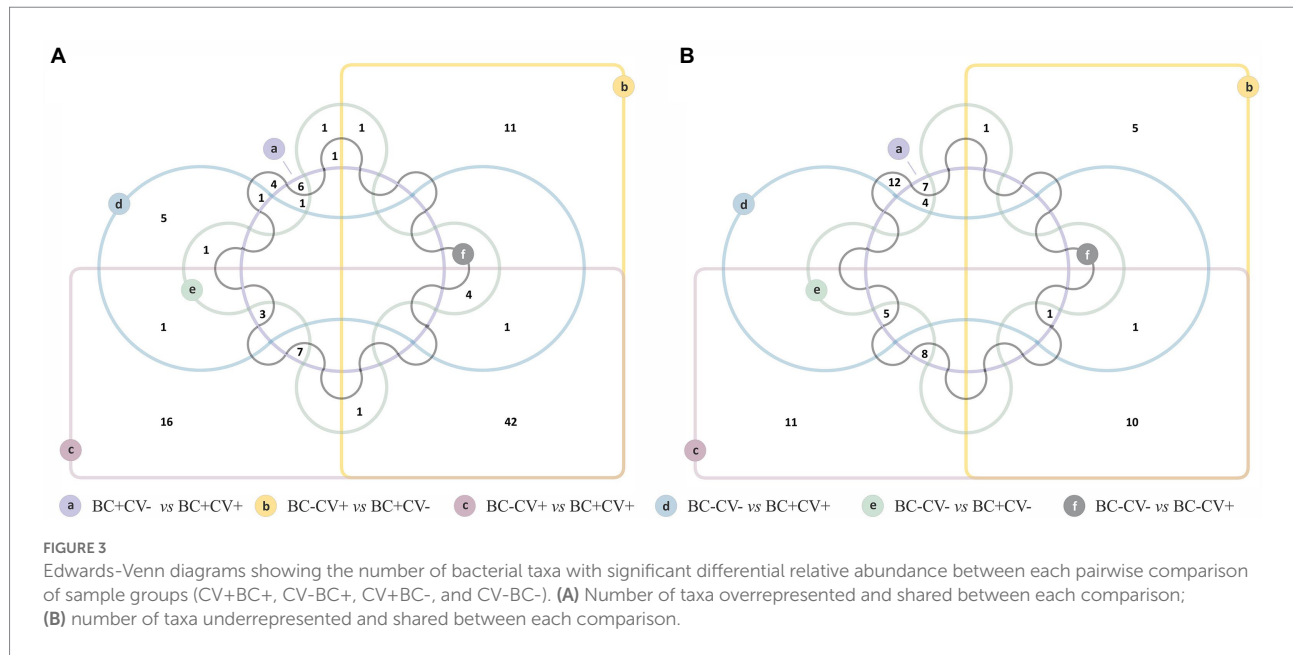 A
B
b
b
1
1
11
1
5
a
a
1
4
6
12
7
d
1
1
d
4
5
1
f
f
e
4
e
1
3
1
5
1
1
7
8
1
16
42
11
10
c
c
a BC+CV- vs BC+CV+ b BC-CV+ vs BC+CV- c BC-CV+ vs BC+CV+ d BC-CV- vs BC+CV+ e BC-CV- vs BC+CV- f BC-CV- vs BC-CV+
FIGURE 3
Edwards-Venn diagrams showing the number of bacterial taxa with significant differential relative abundance between each pairwise comparison
of sample groups (CV+BC+, CV-BC+, CV+BC-, and CV-BC-). (A) Number of taxa overrepresented and shared between each comparison;
(B) number of taxa underrepresented and shared between each comparison.